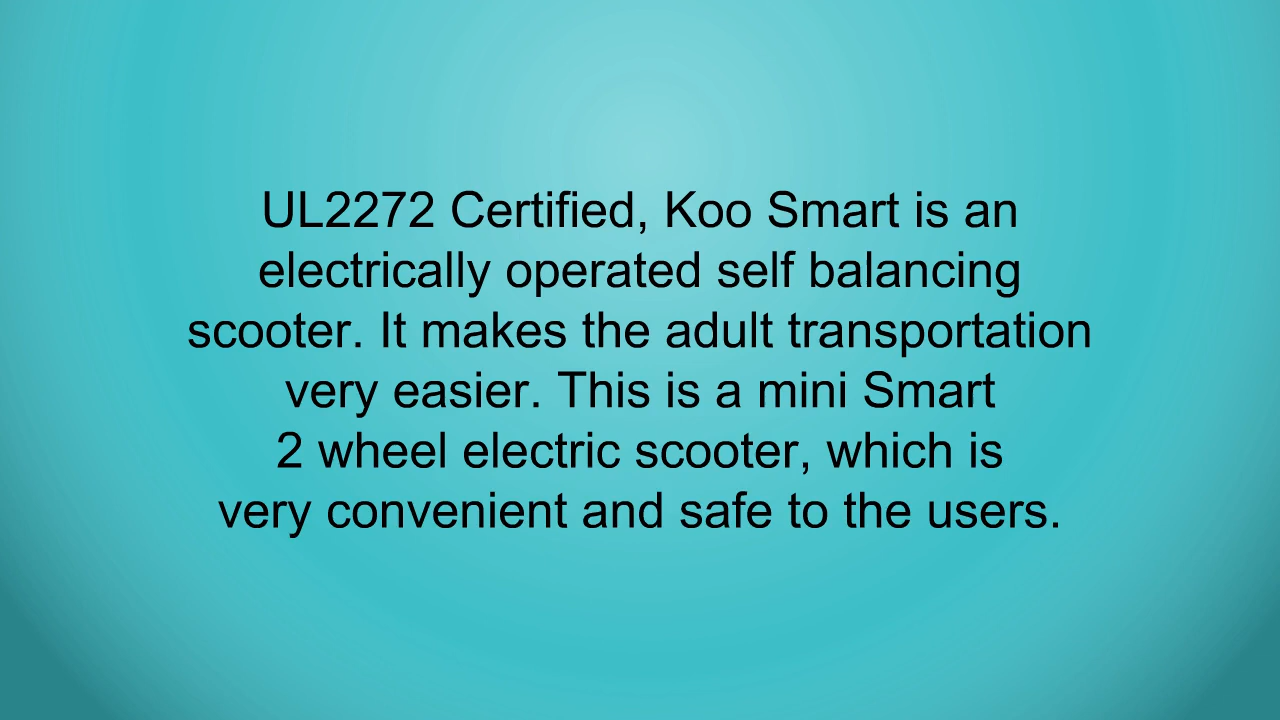 UL2272 Certified, Koo Smart is an
electrically operated self balancing
scooter. It makes the adult transportation
very easier. This is a mini Smart
2 wheel electric scooter, which is
very convenient and safe to the users.